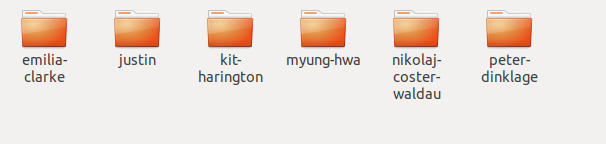 emilia-
clarke
justin
kit-
harington
myung-hwa
nikolaj-
coster-
waldau
peter-
dinklage